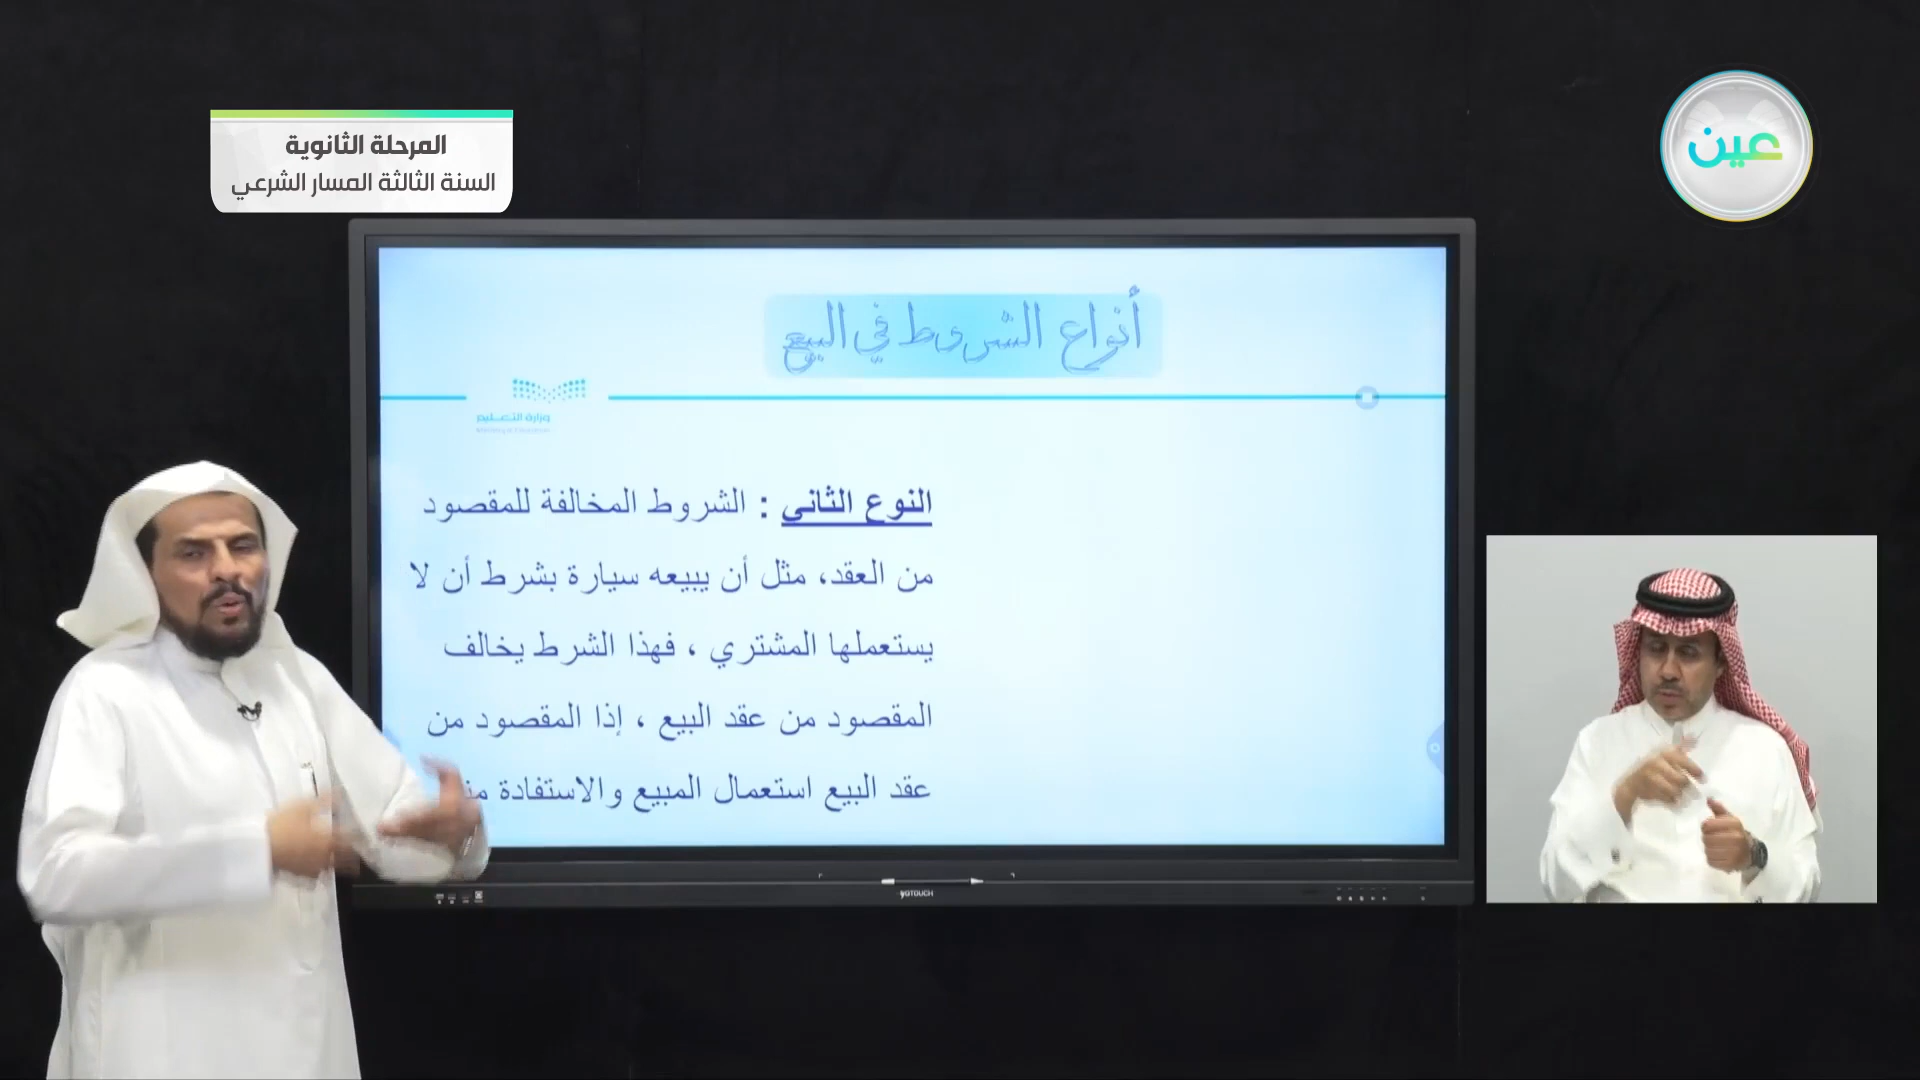 المرحلة الثانوية
السنة الثالثة المسار الشرعي
عين
أنواع الشروط في البيع
وزارة التعليم
النوع الثاني : الشروط المخالفة للمقصود
من العقد، مثل أن يبيعه سيارة بشرط أن لا
يستعملها المشتري ، فهذا الشرط يخالف
المقصود من عقد البيع ، إذا المقصود من
عقد البيع استعمال المبيع والاستفادة